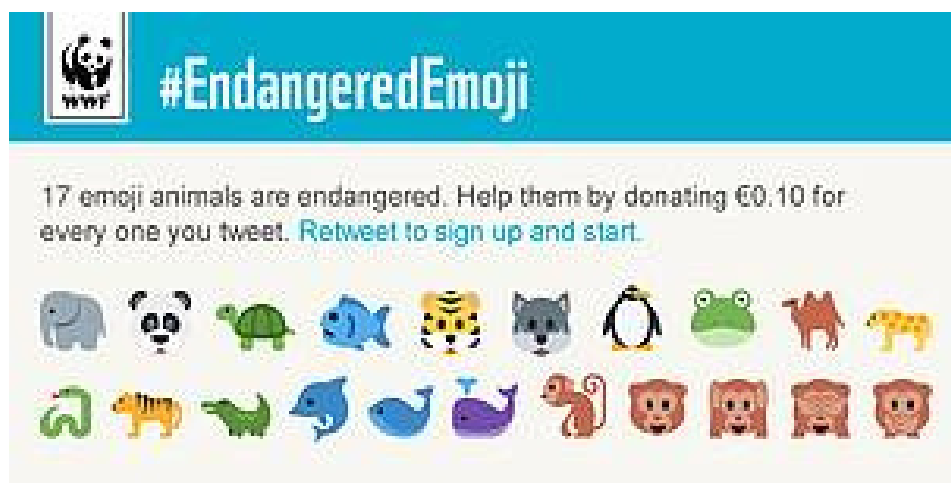 WWF
#EndangeredEmoji
17 emoji animals are endangered. Help them by donating €0.10 for
every one you tweet. Retweet to sign up and start.